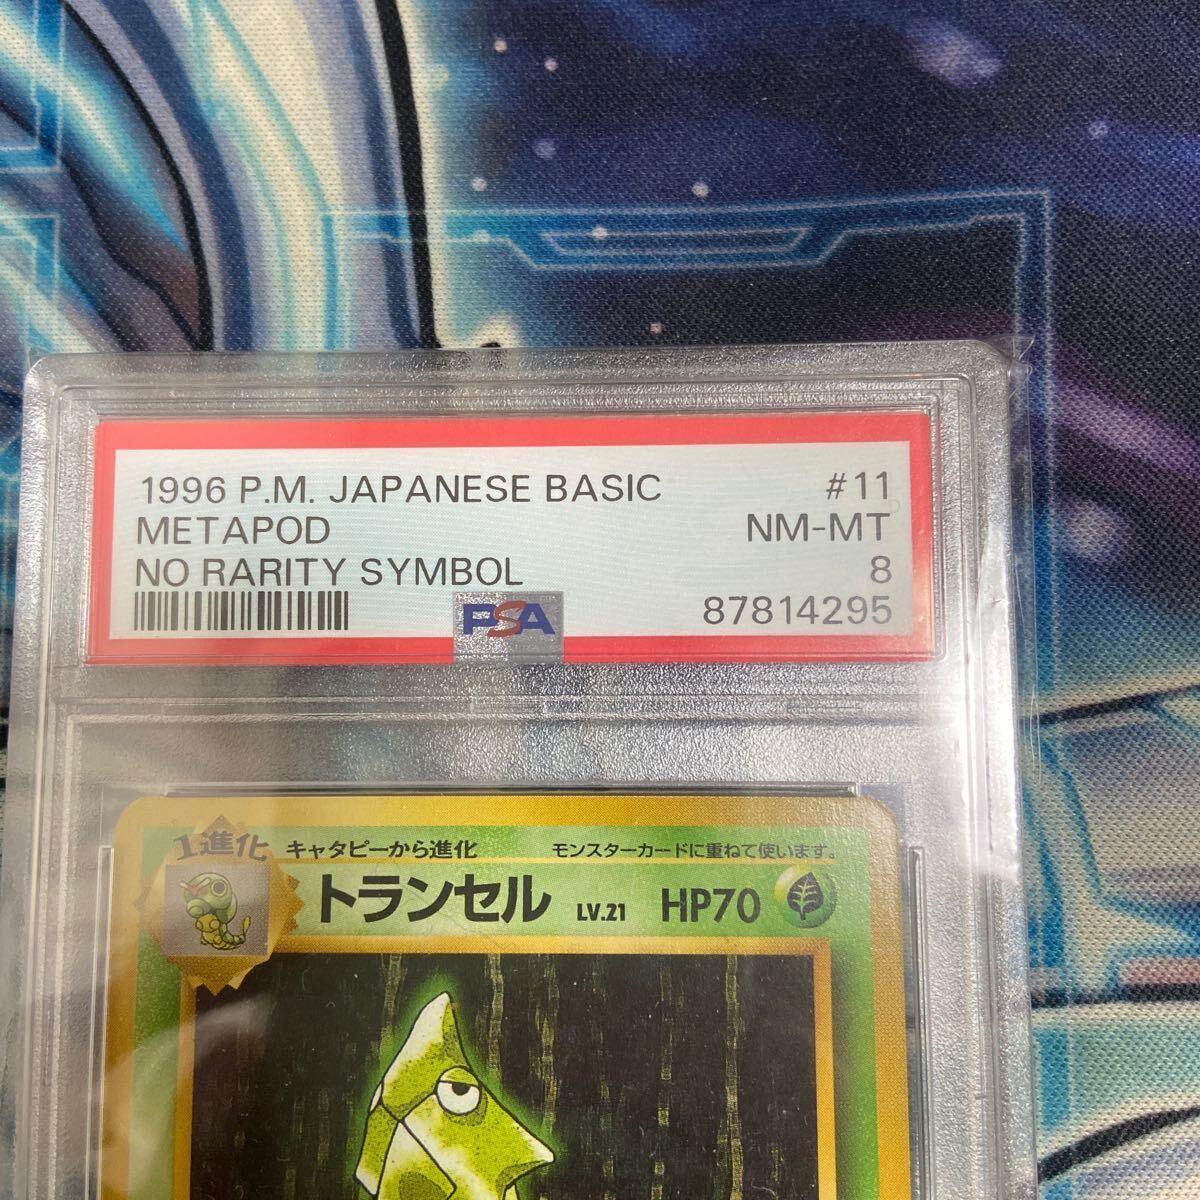 1996 P.M. JAPANESE BASIC #11
METAPOD NM-MT
NO RARITY SYMBOL 8
PSA 87814295
1進化 キャタピーから進化 モンスターカードに重ねて使います。
トランセル LV.21 HP70